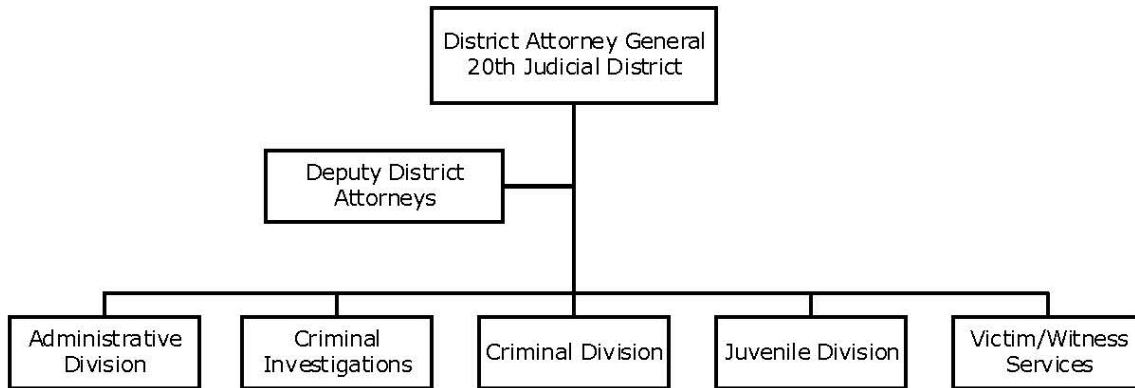 District Attorney General
20th Judicial District
Deputy District
Attorneys
Administrative
Division
Criminal
Investigations
Criminal Division
Juvenile Division
Victim/Witness
Services